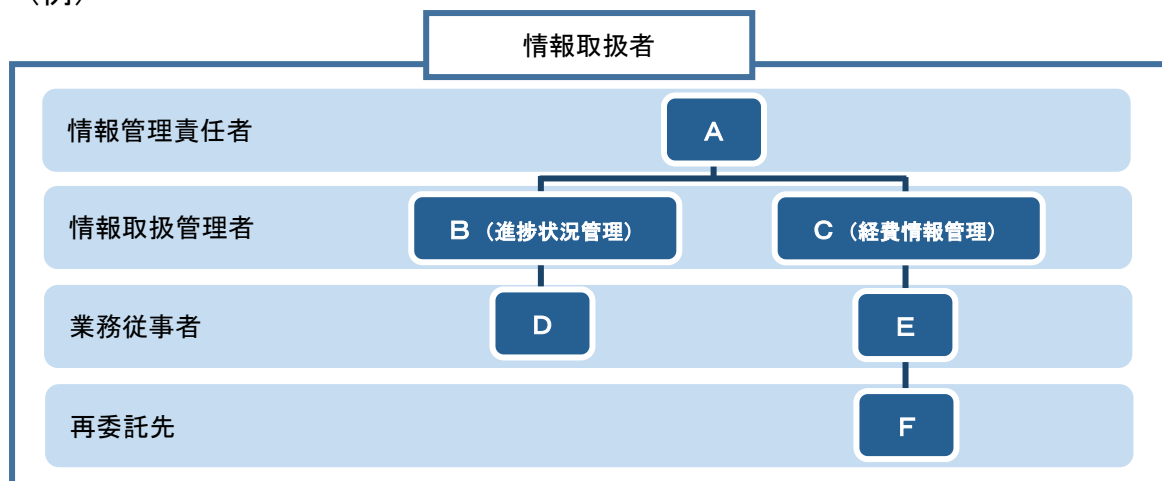 （例）
情報取扱者
情報管理責任者
A
情報取扱管理者
B（進捗状況管理）
C（経費情報管理）
業務従事者
D
E
再委託先
F